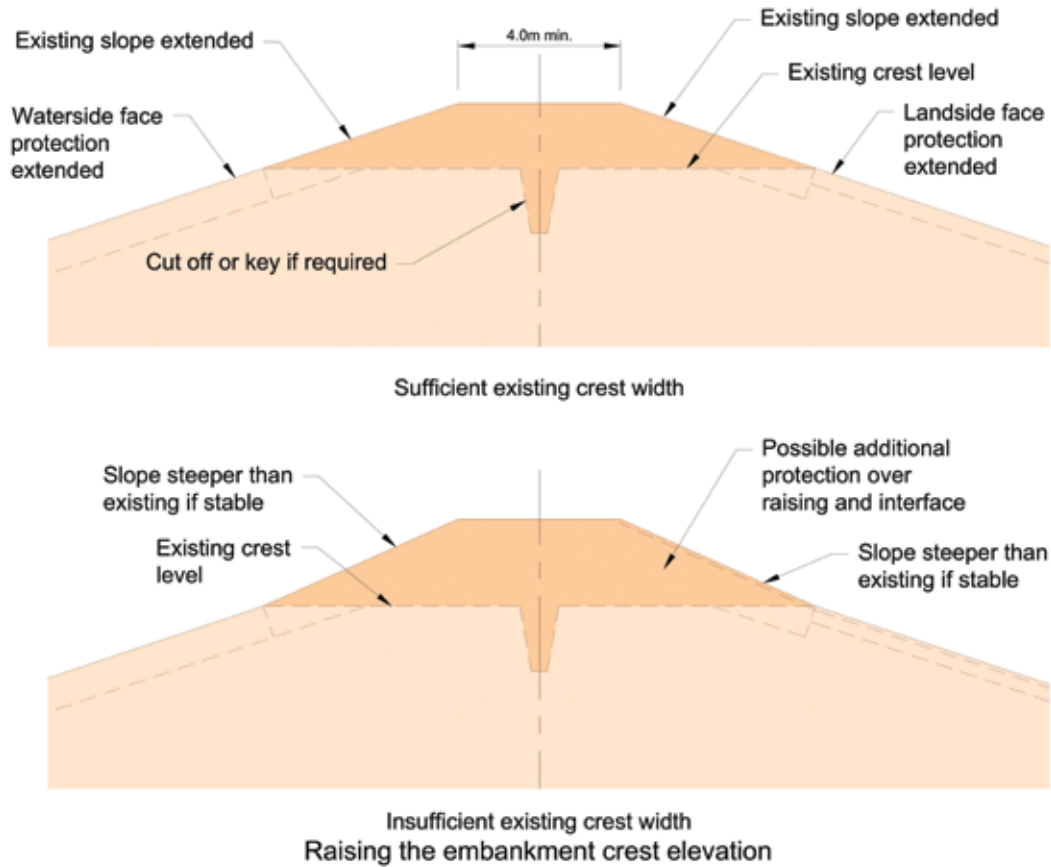 Existing slope extended
4.0m min.
Existing slope extended
Existing crest level
Waterside face
protection
extended
Landside face
protection
extended
Cut off or key if required
Sufficient existing crest width
Slope steeper than
existing if stable
Possible additional
protection over
raising and interface
Existing crest
level
Slope steeper than
existing if stable
Insufficient existing crest width
Raising the embankment crest elevation